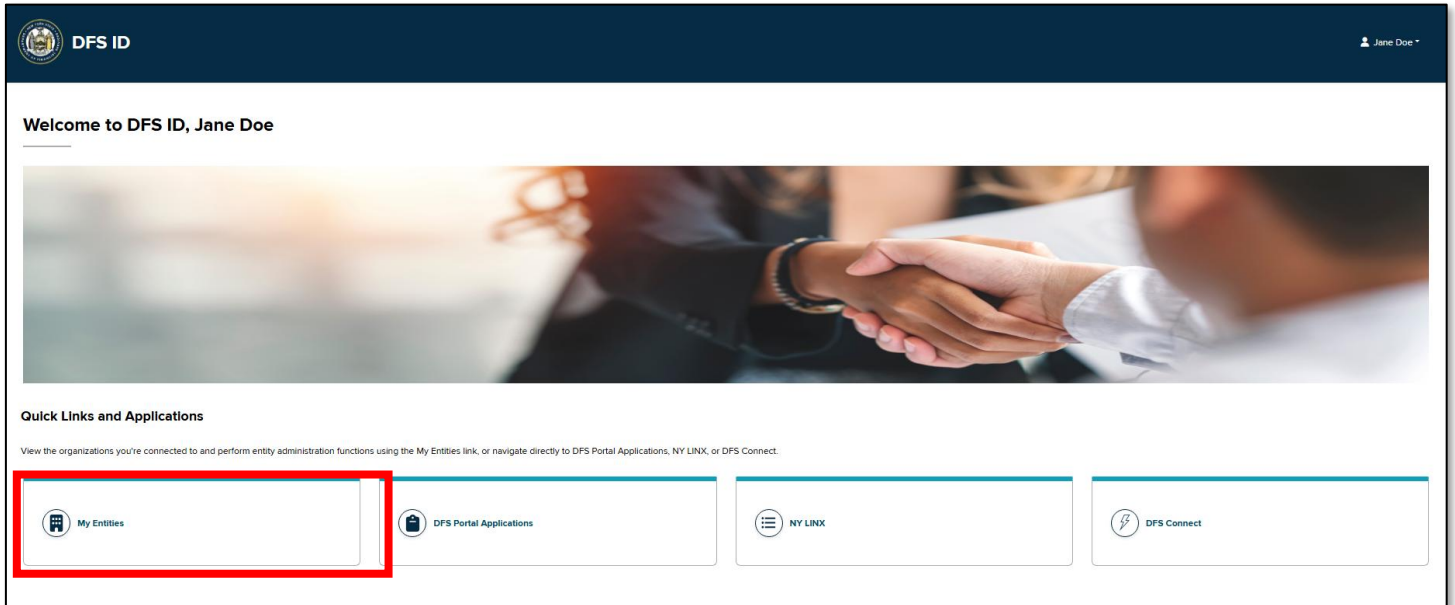 DFS ID
Jane Doe
Welcome to DFS ID, Jane Doe
Quick Links and Applications
View the organizations you're connected to and perform entity administration functions using the My Entities link, or navigate directly to DFS Portal Applications, NY LINX, or DFS Connect.
My Entities
DFS Portal Applications
NY LINX
DFS Connect